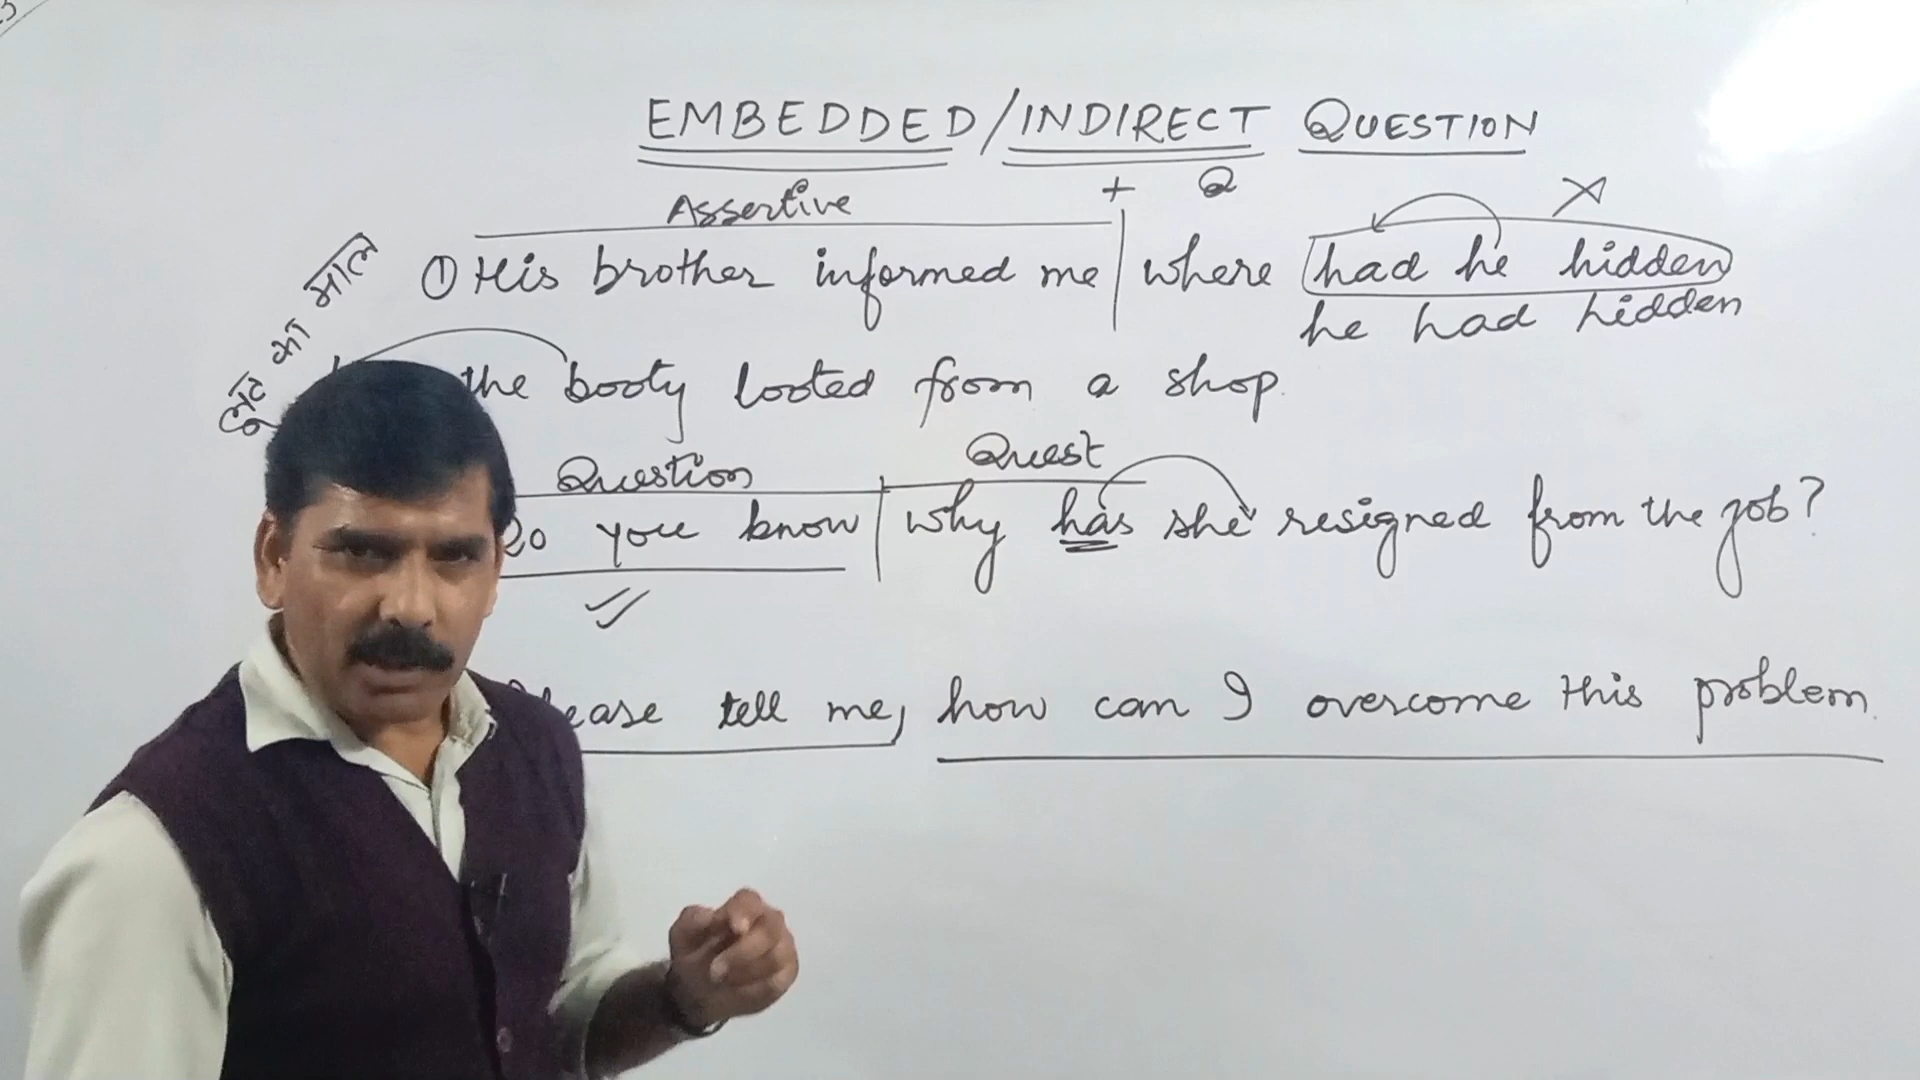 EMBEDDED/INDIRECT QUESTION
Assertive + Q
① His brother informed me where had he hidden
he had hidden
लूट का माल
the booty looted from a shop.
Question Quest
Do you know why has she resigned from the job?
Please tell me, how can I overcome this problem.